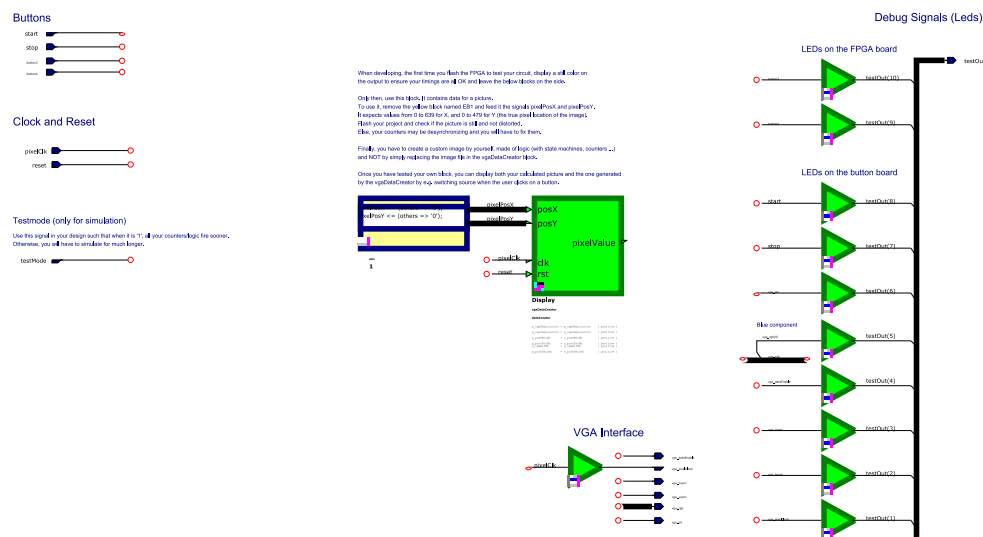 Buttons
start
stop
Clock and Reset
pixelClk
reset
Testmode (only for simulation)
Use this signal in your design such that when it is '1', all your counters/logic fire sooner.
Otherwise, you will have to simulate for much longer.
testMode
When developing, the first time you flash the FPGA to test your circuit, display a still color on
the output to ensure your timings are all OK and leave the below blocks on the side.
Only then, use this block. It contains data for a picture.
To use it, remove the yellow block named EB1 and feed it the signals pixelPosX and pixelPosY.
It expects values from 0 to 639 for X, and 0 to 479 for Y (the true pixel location of the image).
Flash your project and check if the picture is still and not distorted.
Else, your counters may be desynchronizing and you will have to fix them.
Finally, you have to create a custom image by yourself, made of logic (with state machines, counters ...)
and NOT by simply replacing the image file in the vgaDataCreator block.
Once you have tested your own block, you can display both your calculated picture and the one generated
by the vgaDataCreator by e.g. switching source when the user clicks on a button.
pixelPosY <= (others => '0');
1
pixelPosX
pixelPosY
pixelClk
reset
posX
posY
pixelValue
clk
rst
Display
vgaDataCreator
dataCreator
VGA Interface
pixelClk
Debug Signals (Leds)
LEDs on the FPGA board
testOut(10)
testOut(9)
testOu
LEDs on the button board
start
testOut(8)
stop
testOut(7)
testOut(6)
Blue component
testOut(5)
testOut(4)
testOut(3)
testOut(2)
testOut(1)